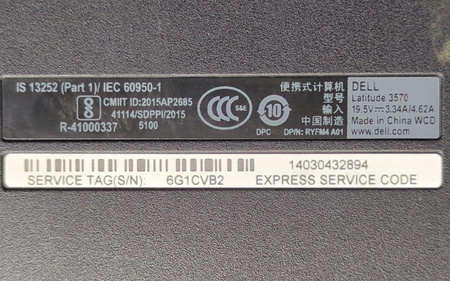 IS 13252 (Part 1)/ IEC 60950-1
CMIIT ID:2015AP2685
41114/SDPPI/2015
R-41000337 5100
CCC S&E
10
DPC
便携式计算机
型号:
输入:
中国制造
DP/N: RYFM4 A01
DELL
Latitude 3570
19.5V⎓3.34A/4.62A
Made in China WCD
www.dell.com
14030432894
SERVICE TAG(S/N): 6G1CVB2 EXPRESS SERVICE CODE